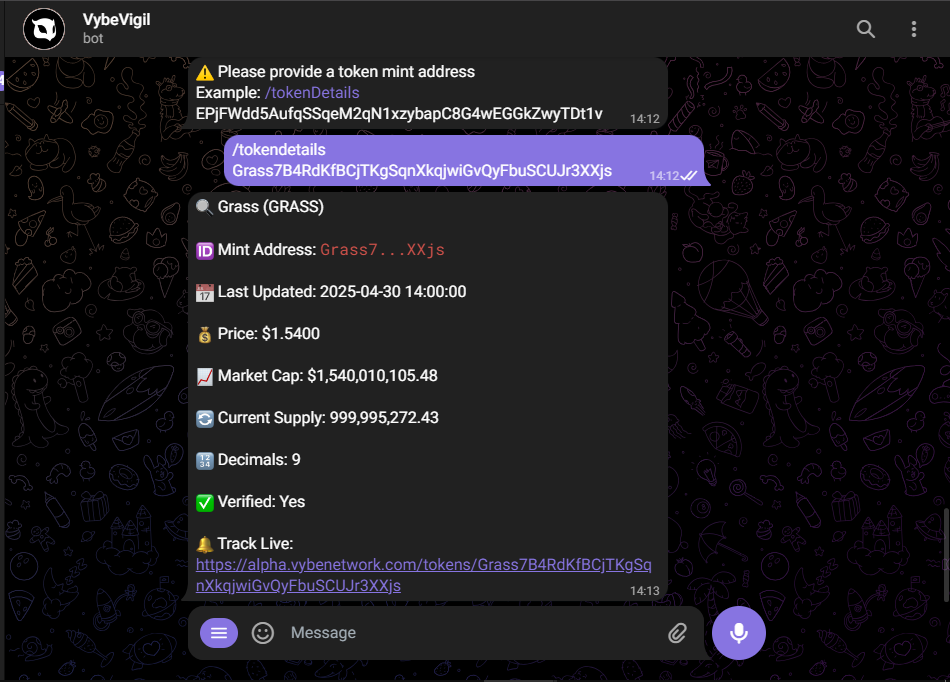 VybeVigil
bot
⚠️ Please provide a token mint address
Example: /tokenDetails
EPjFWdd5AufqSSqeM2qN1xzybapC8G4wEGGkZwyTDt1v
14:12
/tokendetails
Grass7B4RdKfBCjTKgSqnXkqjwiGvQyFbuSCUJr3XXjs
14:12
🔍 Grass (GRASS)
🆔 Mint Address: Grass7...XXjs
📅 Last Updated: 2025-04-30 14:00:00
💰 Price: $1.5400
📈 Market Cap: $1,540,010,105.48
🔄 Current Supply: 999,995,272.43
🔢 Decimals: 9
✅ Verified: Yes
🔔 Track Live:
https://alpha.vybenetwork.com/tokens/Grass7B4RdKfBCjTKgSq
nXkqjwiGvQyFbuSCUJr3XXjs
14:13
Message